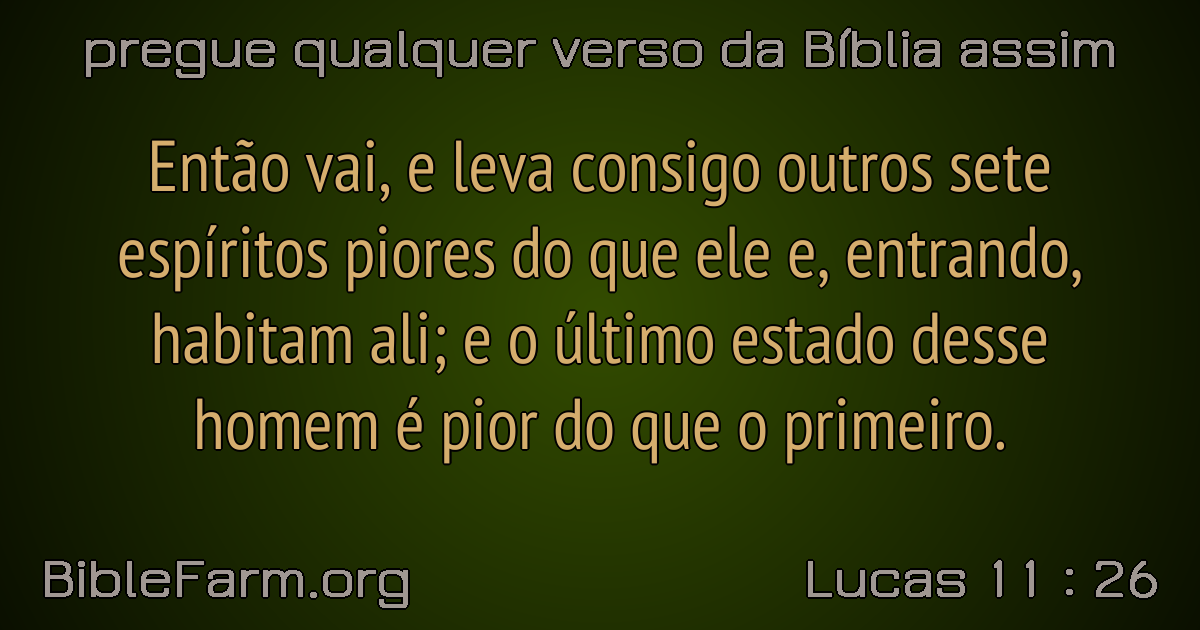 pregue qualquer verso da Bíblia assim
Então vai, e leva consigo outros sete
espíritos piores do que ele e, entrando,
habitam ali; e o último estado desse
homem é pior do que o primeiro.
BibleFarm.org
Lucas 11 : 26